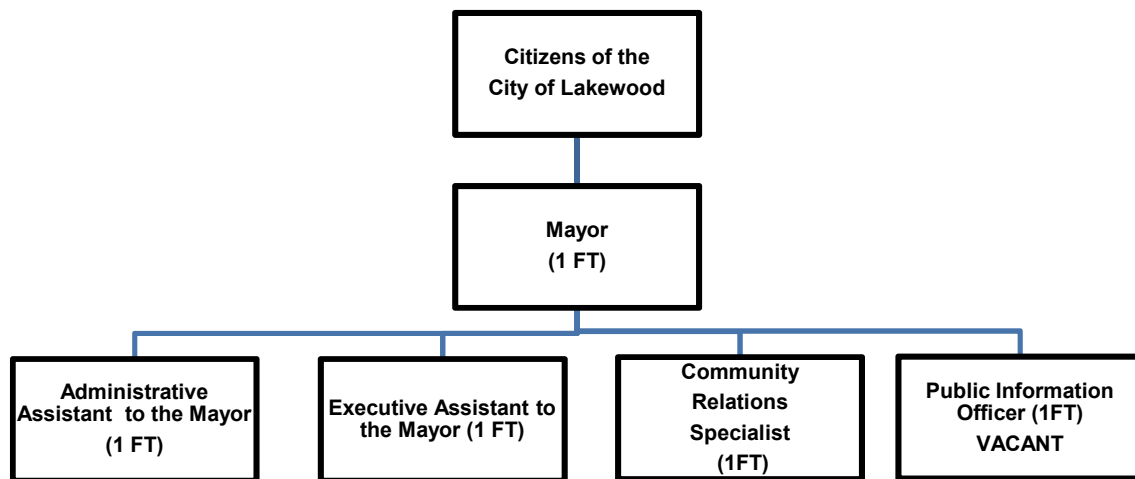 Citizens of the
City of Lakewood
Mayor
(1 FT)
Administrative
Assistant to the Mayor
(1 FT)
Executive Assistant to
the Mayor (1 FT)
Community
Relations
Specialist
(1FT)
Public Information
Officer (1FT)
VACANT